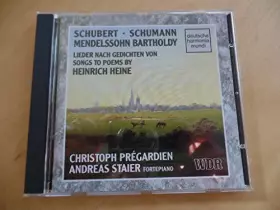 SCHUBERT · SCHUMANN
MENDELSSOHN BARTHOLDY
LIEDER NACH GEDICHTEN VON
SONGS TO POEMS BY
HEINRICH HEINE
deutsche
harmonia
mundi
CHRISTOPH PRÉGARDIEN
ANDREAS STAIER FORTEPIANO
WDR